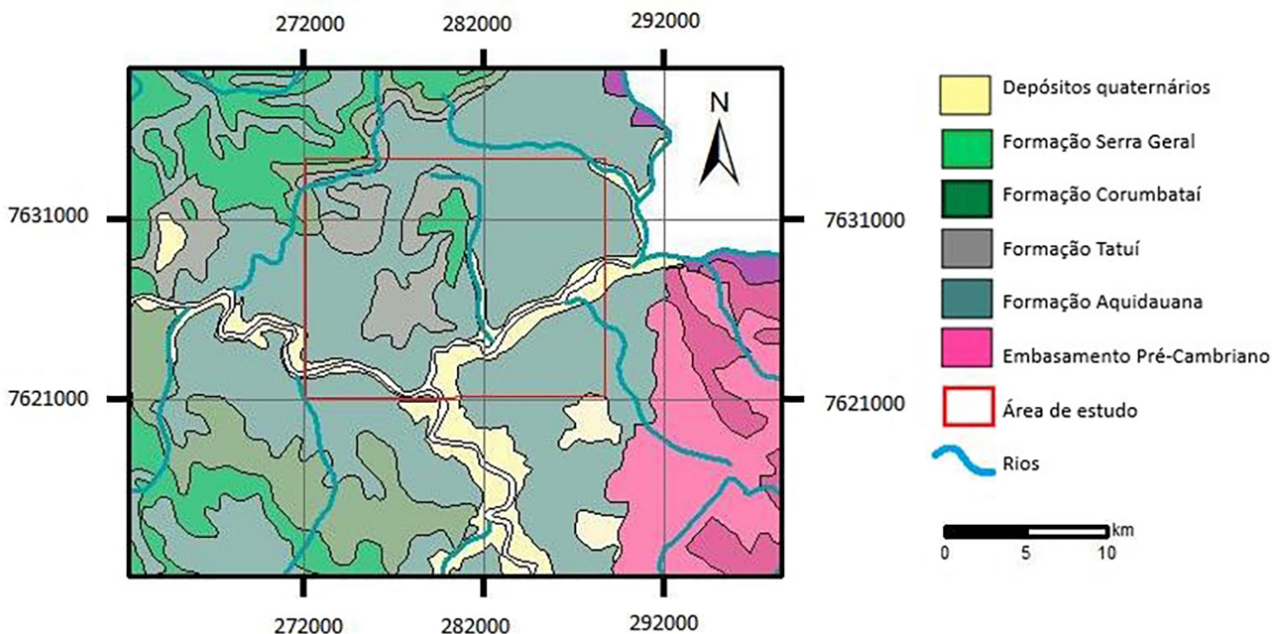 272000 282000 292000
N
7631000 7631000
7621000 7621000
272000 282000 292000
Depósitos quaternários
Formação Serra Geral
Formação Corumbataí
Formação Tatuí
Formação Aquidauana
Embasamento Pré-Cambriano
Área de estudo
Rios
km
0 5 10